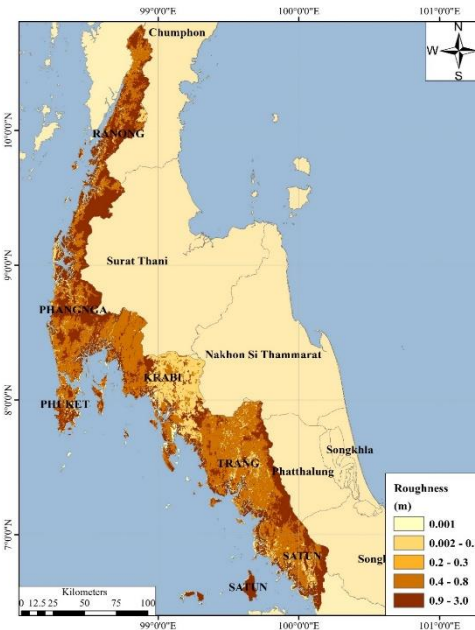 99°0'0"E
100°0'0"E
101°0'0"E
N
W
E
S
Chumphon
10°0'0"N
RANONG
9°0'0"N
Surat Thani
PHANGNGA
Nakhon Si Thammarat
KRABI
8°0'0"N
PHUKET
Songkhla
TRANG
Phatthalung
Roughness
(m)
0.001
0.002 - 0.
0.2 - 0.3
0.4 - 0.8
0.9 - 3.0
7°0'0"N
SATUN
Songl
SATUN
Kilometers
0 12.5 25 50 75 100
99°0'0"E
100°0'0"E
101°0'0"E